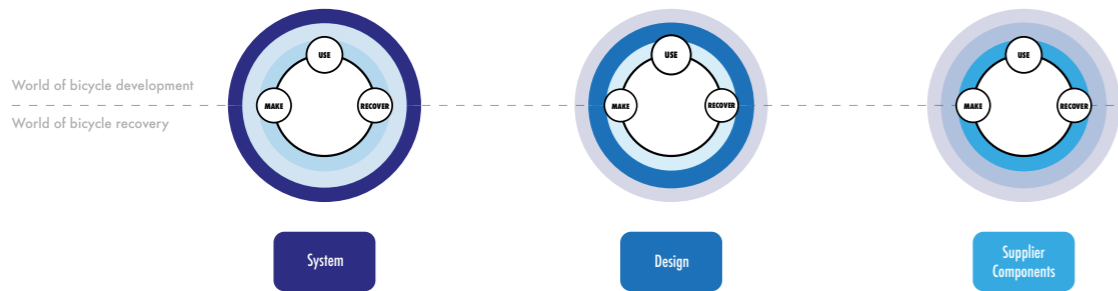 USE
USE
USE
World of bicycle development
MAKE
RECOVER
MAKE
RECOVER
MAKE
RECOVER
World of bicycle recovery
System
Design
Supplier
Components